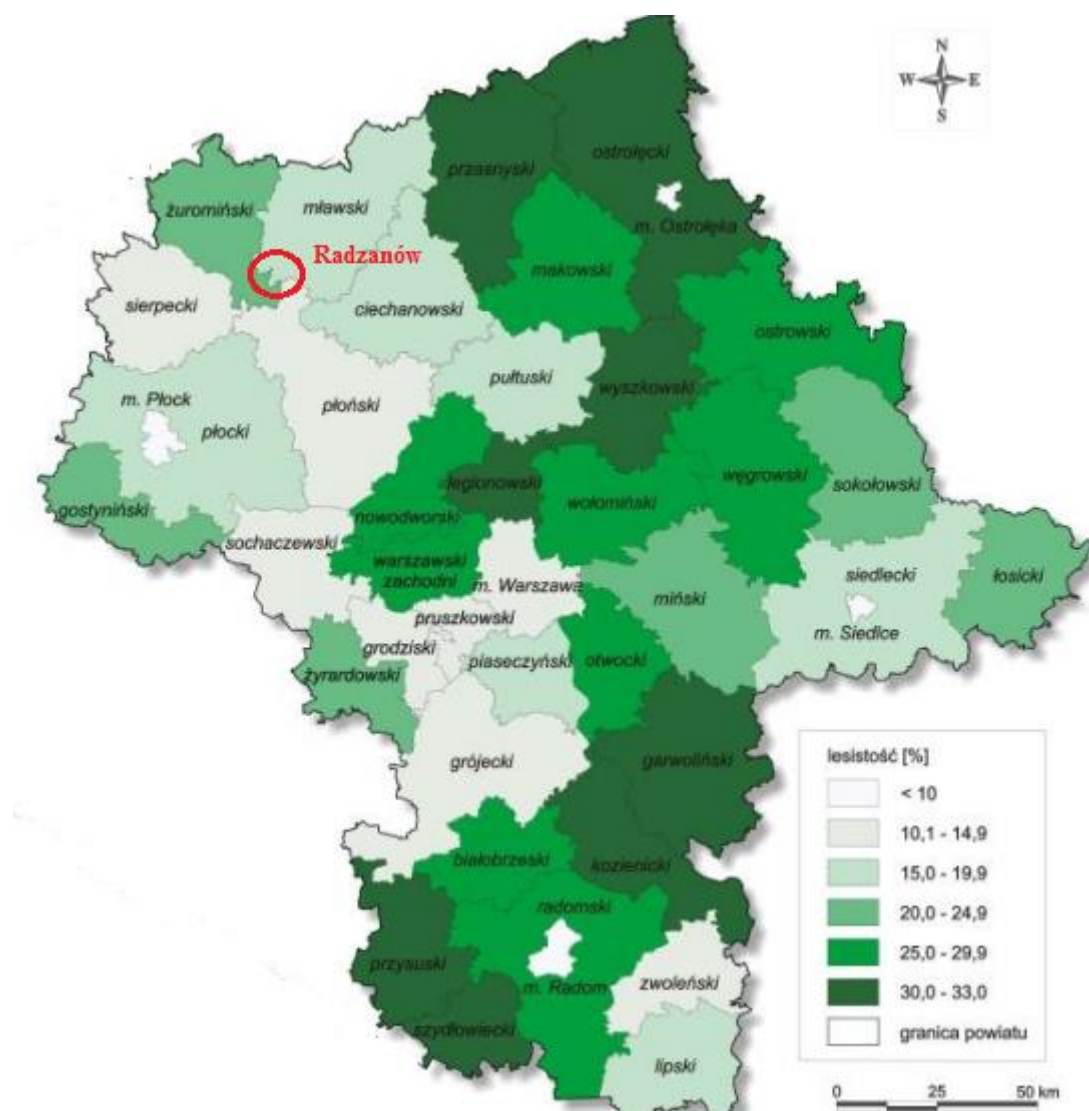 N
W E
S
ostrołęcki
przasnyski
m. Ostrołęka
żuromiński
mławski
Radzanów
makowski
sierpecki
ciechanowski
ostrowski
pułtuski
wyszkowski
m. Płock
płoński
płocki
węgrowski
sokołowski
legionowski
wołomiński
gostyniński
nowodworski
sochaczewski
warszawski
zachodni
m. Warszawa
siedlecki
łosicki
miński
pruszkowski
m. Siedlce
grodziski
piaseczyński
otwocki
żyrardowski
grójecki
garwoliński
białobrzeski
kozienicki
radomski
przysuski
m. Radom
zwoleński
szydłowiecki
lipski
lesistość [%]
< 10
10,1 - 14,9
15,0 - 19,9
20,0 - 24,9
25,0 - 29,9
30,0 - 33,0
granica powiatu
0 25 50 km